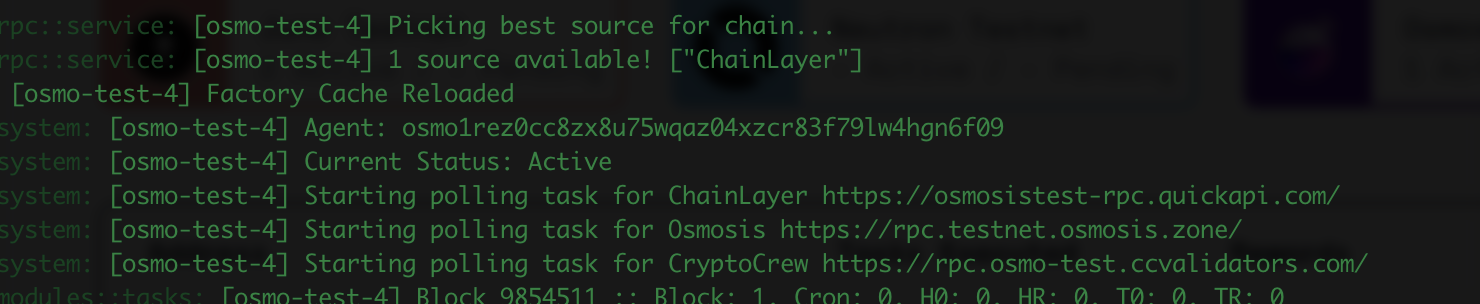 rpc::service: [osmo-test-4] Picking best source for chain...
rpc::service: [osmo-test-4] 1 source available! ["ChainLayer"]
[osmo-test-4] Factory Cache Reloaded
system: [osmo-test-4] Agent: osmo1rez0cc8zx8u75wqaz04xzcr83f79lw4hgn6f09
system: [osmo-test-4] Current Status: Active
system: [osmo-test-4] Starting polling task for ChainLayer https://osmosistest-rpc.quickapi.com/
system: [osmo-test-4] Starting polling task for Osmosis https://rpc.testnet.osmosis.zone/
system: [osmo-test-4] Starting polling task for CryptoCrew https://rpc.osmo-test.ccvalidators.com/
modules::tasks: [osmo-test-4] Block 9854511 :: Block: 1, Cron: 0, H0: 0, HR: 0, T0: 0, TR: 0